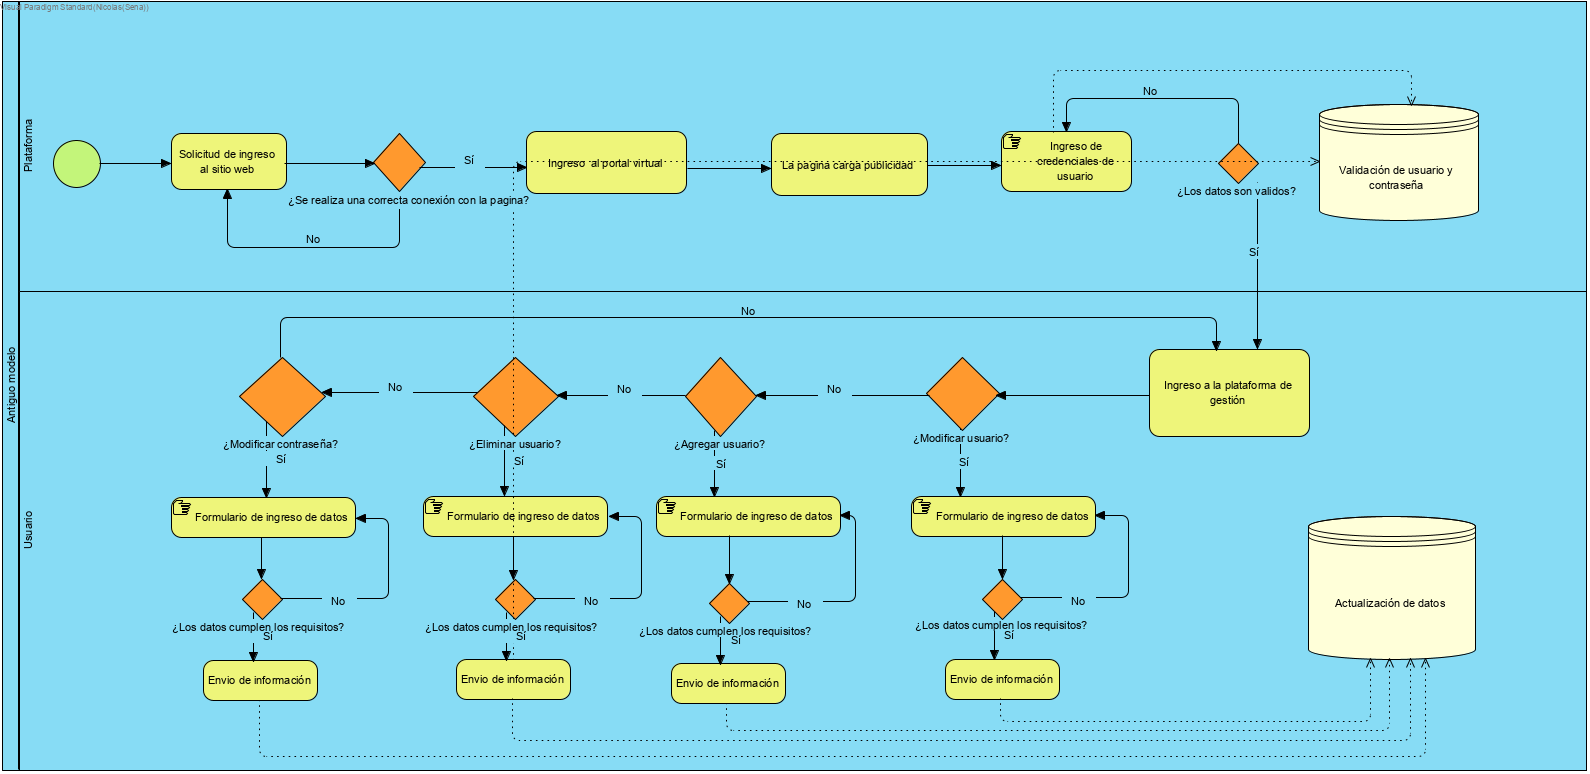 Visual Paradigm Standard(Nicolas(Sena))
Antiguo modelo
Plataforma
Solicitud de ingreso
al sitio web
¿Se realiza una correcta conexión con la pagina?
No
Sí
Ingreso al portal virtual
La pagina carga publicidad
Ingreso de
credenciales de
usuario
No
¿Los datos son validos?
Sí
Validación de usuario y
contraseña
Usuario
Ingreso a la plataforma de
gestión
No
No
No
No
¿Modificar contraseña?
Sí
¿Eliminar usuario?
Sí
¿Agregar usuario?
Sí
¿Modificar usuario?
Sí
Formulario de ingreso de datos
Formulario de ingreso de datos
Formulario de ingreso de datos
Formulario de ingreso de datos
No
No
No
No
¿Los datos cumplen los requisitos?
Sí
¿Los datos cumplen los requisitos?
Sí
¿Los datos cumplen los requisitos?
Sí
¿Los datos cumplen los requisitos?
Sí
Envio de información
Envio de información
Envio de información
Envio de información
Actualización de datos